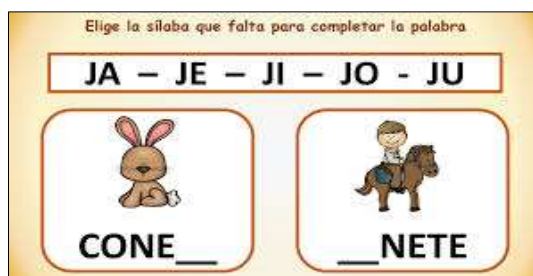 Elige la sílaba que falta para completar la palabra
JA – JE – JI – JO - JU
CONE__
__NETE